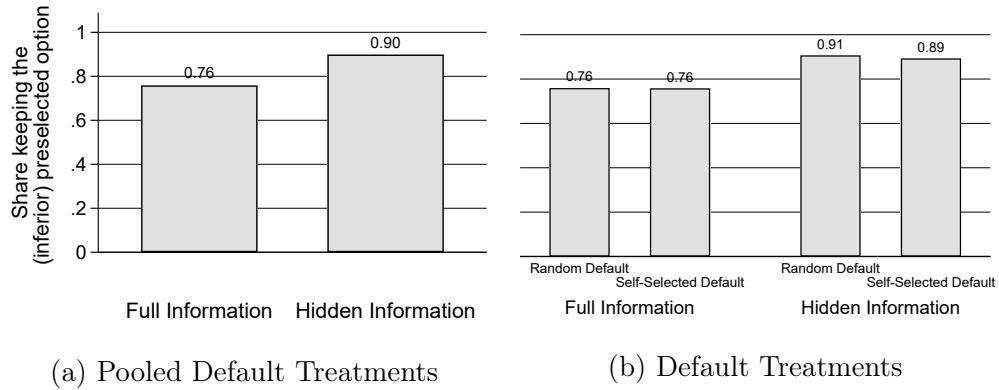 Share keeping the
(inferior) preselected option
1
.8
.6
.4
.2
0
0.76
0.90
Full Information
Hidden Information
(a) Pooled Default Treatments
0.76
0.76
0.91
0.89
Random Default
Self-Selected Default
Random Default
Self-Selected Default
Full Information
Hidden Information
(b) Default Treatments